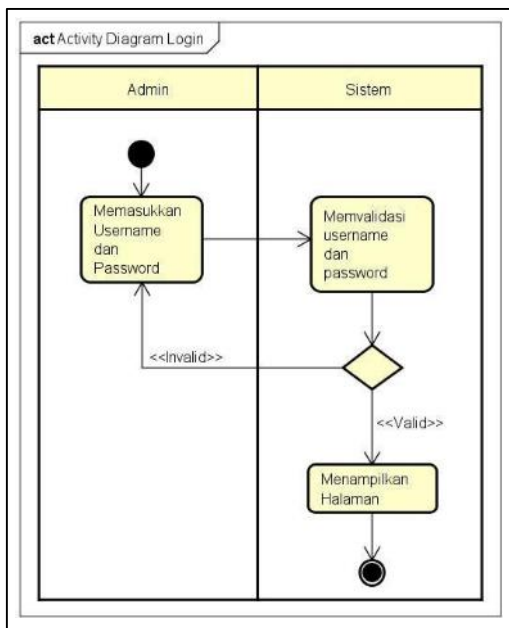 act Activity Diagram Login
Admin
Sistem
Memasukkan
Username
dan
Password
Memvalidasi
username
dan
password
<<Invalid>>
<<Valid>>
Menampilkan
Halaman